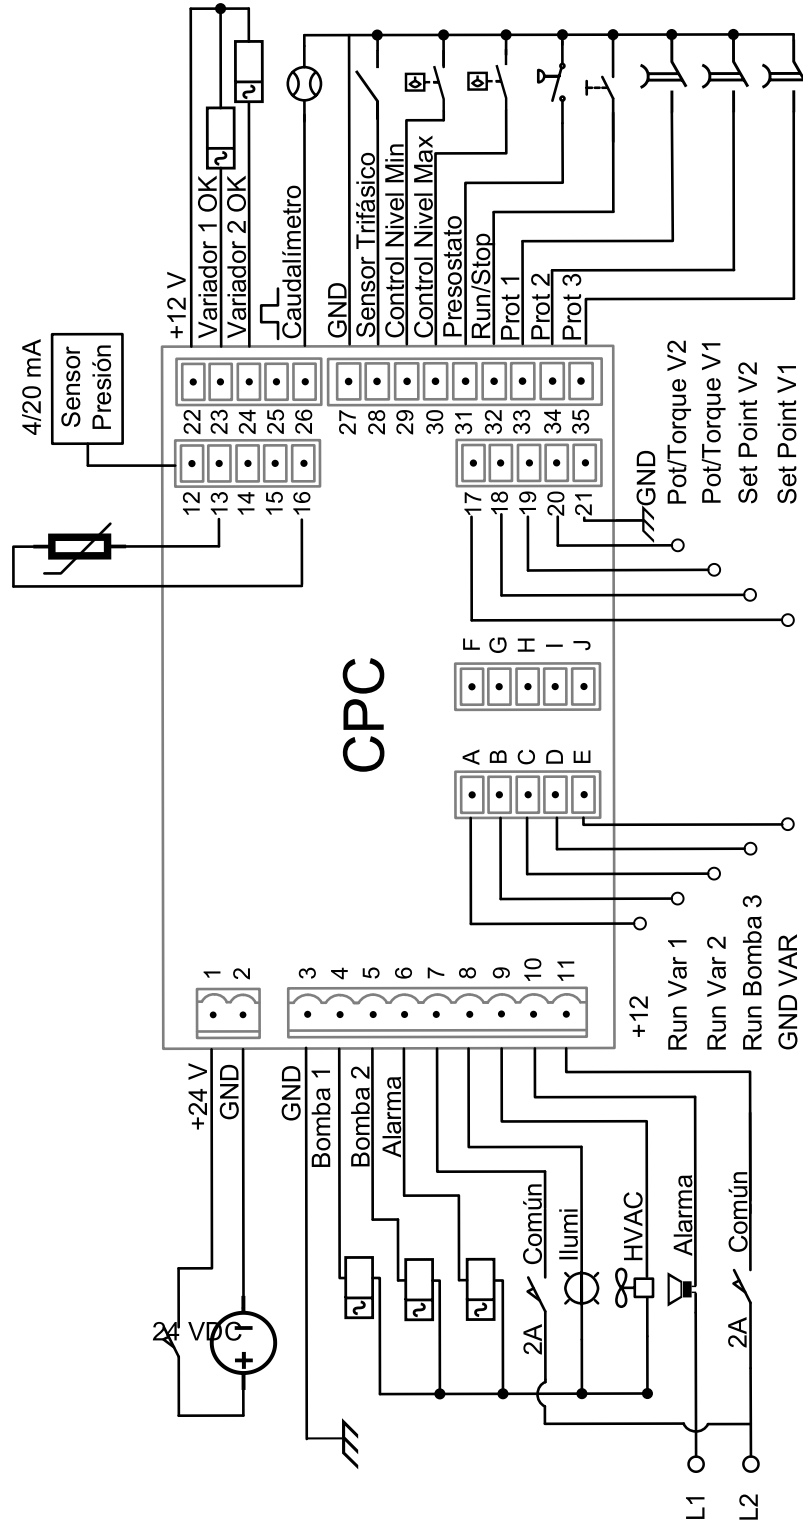 4/20 mA
Sensor
Presión
+12 V
Variador 1 OK
Variador 2 OK
Caudalímetro
GND
Sensor Trifásico
Control Nivel Min
Control Nivel Max
Presostato
Run/Stop
Prot 1
Prot 2
Prot 3
22
23
24
25
26
27
28
29
30
31
32
33
34
35
12
13
14
15
16
17
18
19
20
21
GND
Pot/Torque V2
Pot/Torque V1
Set Point V2
Set Point V1
CPC
F
G
H
I
J
A
B
C
D
E
+12
Run Var 1
Run Var 2
Run Bomba 3
GND VAR
1
2
3
4
5
6
7
8
9
10
11
+24 V
GND
GND
Bomba 1
Bomba 2
Alarma
24 VDC
+
−
2A
Común
Ilumi
HVAC
Alarma
2A
Común
L1
L2